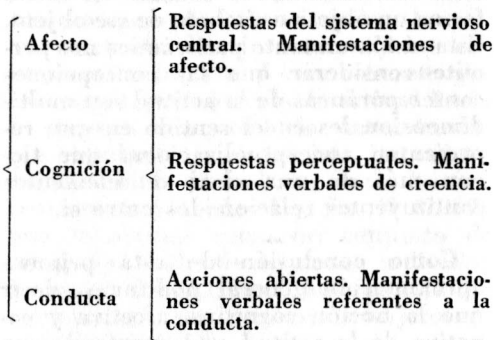 Afecto
Respuestas del sistema nervoso
central. Manifestaciones de
afecto.
Cognición
Respuestas perceptuales. Mani-
festaciones verbales de creencia.
Conducta
Acciones abiertas. Manifestacio-
nes verbales referentes a la
conducta.